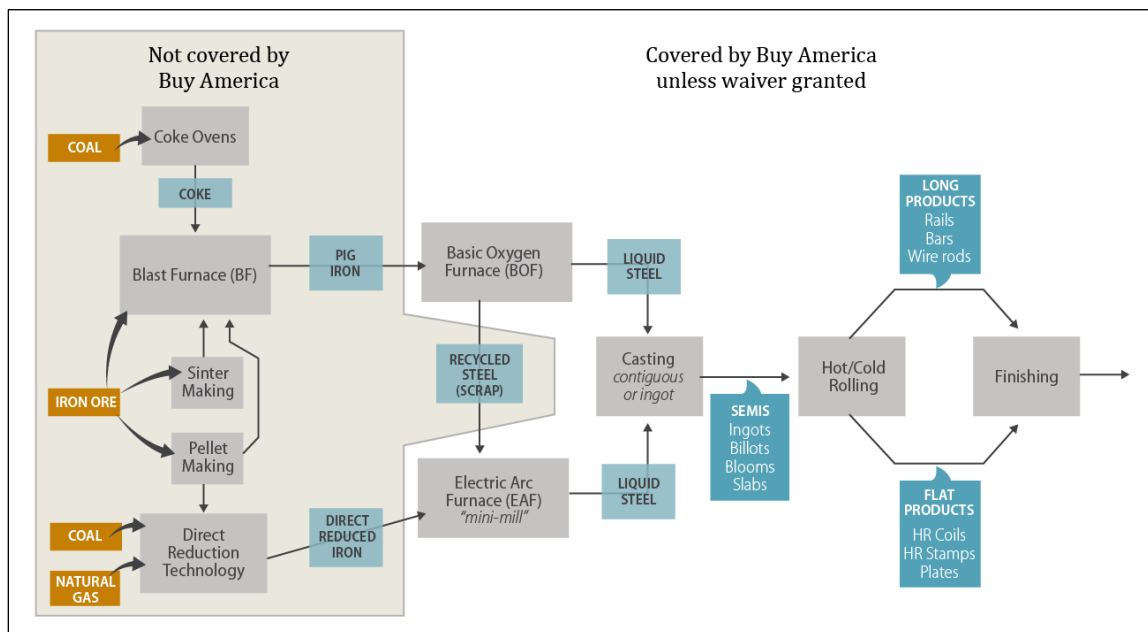 Not covered by
Buy America
Covered by Buy America
unless waiver granted
COAL
Coke Ovens
COKE
Blast Furnace (BF)
PIG
IRON
Basic Oxygen
Furnace (BOF)
LIQUID
STEEL
LONG
PRODUCTS
Rails
Bars
Wire rods
IRON ORE
Sinter
Making
Pellet
Making
RECYCLED
STEEL
(SCRAP)
Casting
contiguous
or ingot
SEMIS
Ingots
Billots
Blooms
Slabs
Hot/Cold
Rolling
Finishing
COAL
NATURAL
GAS
Direct
Reduction
Technology
DIRECT
REDUCED
IRON
Electric Arc
Furnace (EAF)
“mini-mill”
LIQUID
STEEL
FLAT
PRODUCTS
HR Coils
HR Stamps
Plates